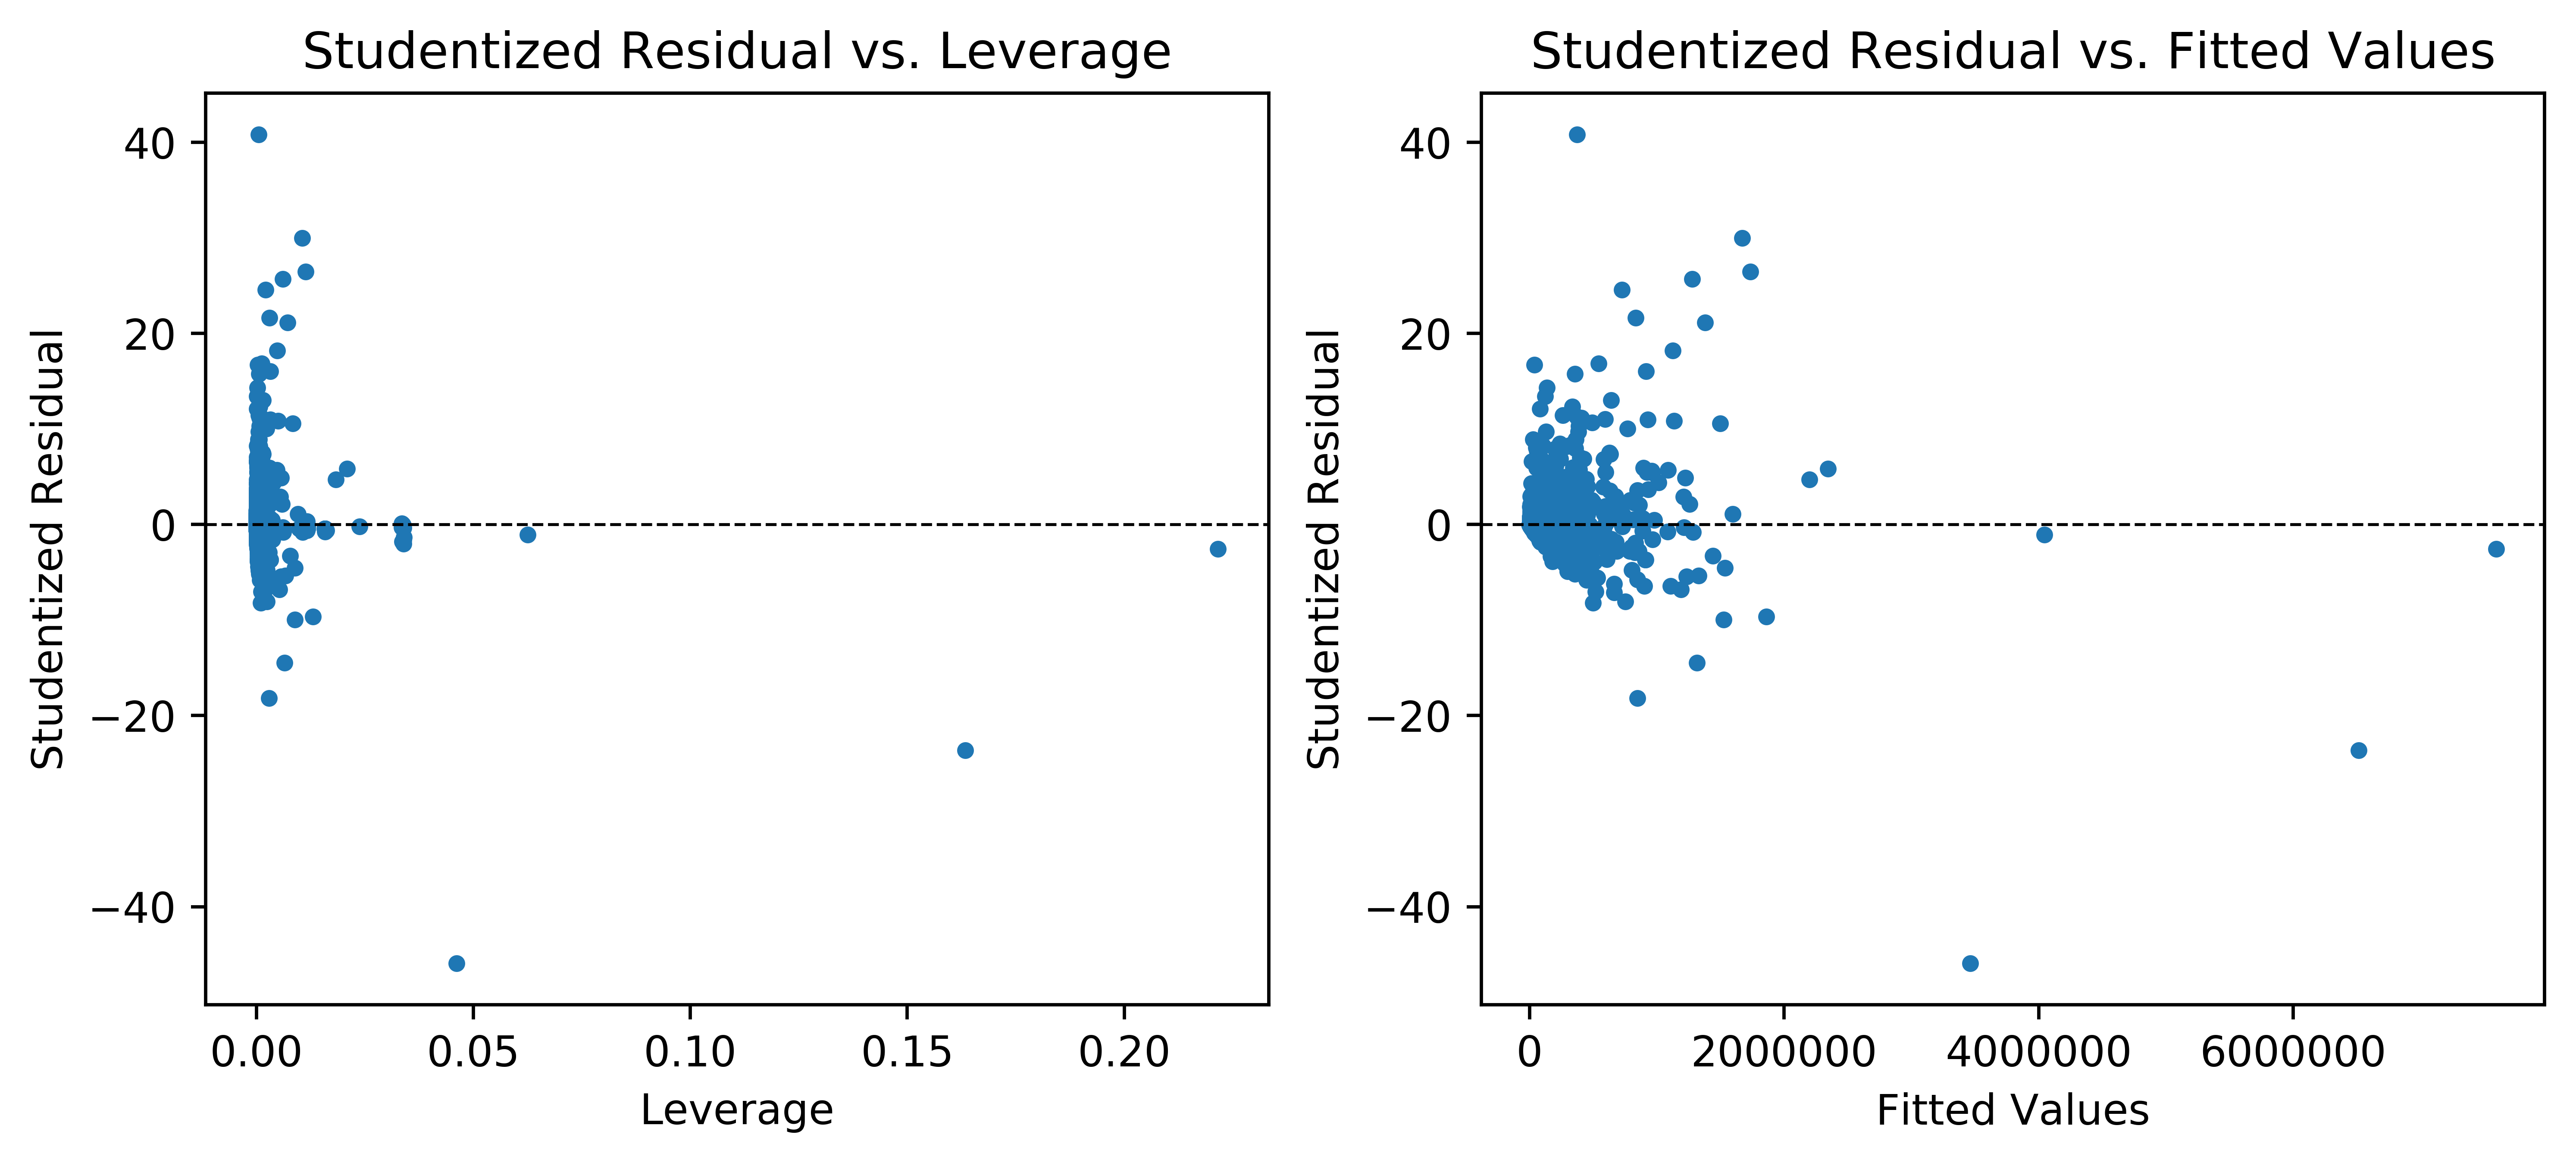 Studentized Residual vs. Leverage
Studentized Residual
40
20
0
−20
−40
0.00 0.05 0.10 0.15 0.20
Leverage
Studentized Residual vs. Fitted Values
Studentized Residual
40
20
0
−20
−40
0 2000000 4000000 6000000
Fitted Values